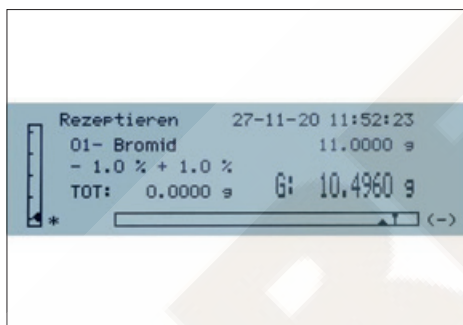 Rezeptieren 27-11-20 11:52:23
01- Bromid 11.0000 g
- 1.0 % + 1.0 %
TOT: 0.0000 g G: 10.4960 g
* (-)